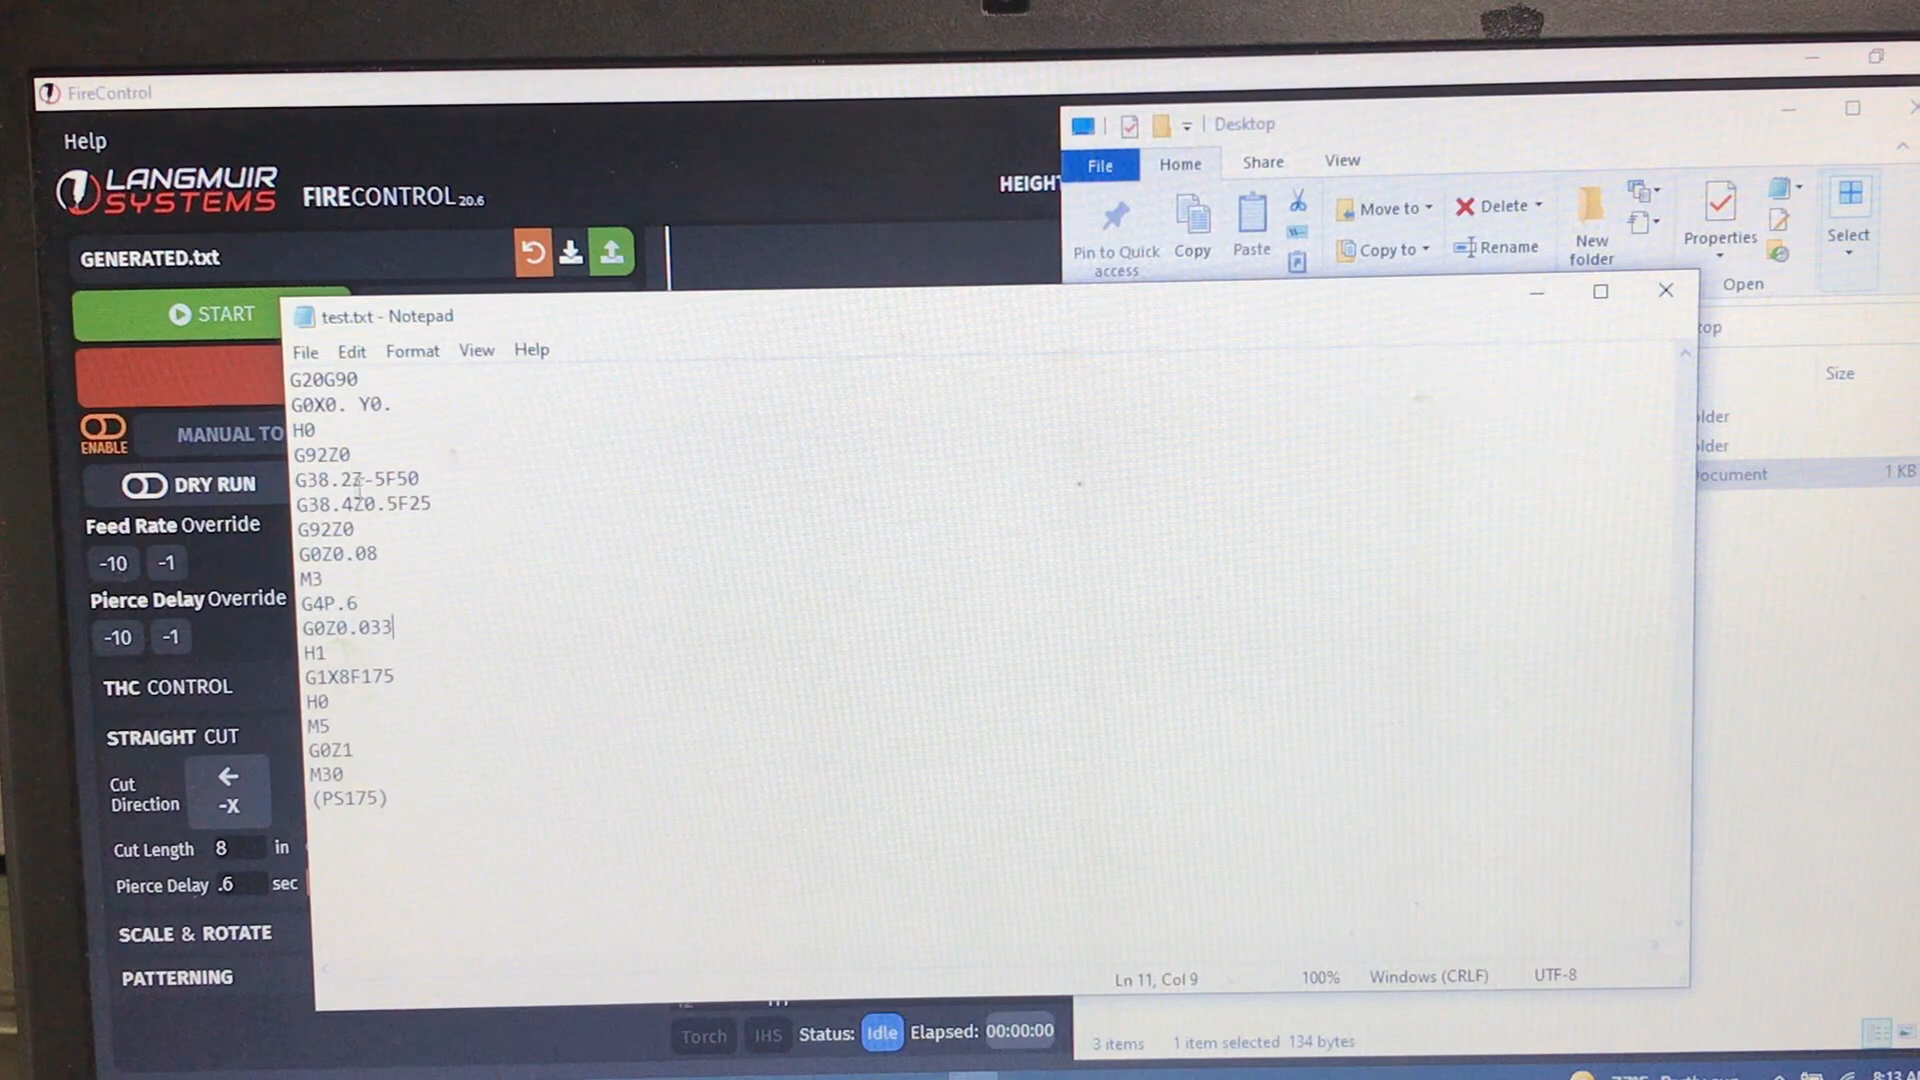 FireControl
Help
LANGMUIR
SYSTEMS
FIRECONTROL 20.6
HEIGH
GENERATED.txt
START
ENABLE
MANUAL TO
DRY RUN
Feed Rate Override
-10 -1
Pierce Delay Override
-10 -1
THC CONTROL
STRAIGHT CUT
Cut
Direction
-X
Cut Length 8 in
Pierce Delay .6 sec
SCALE & ROTATE
PATTERNING
Torch IHS Status: Idle Elapsed: 00:00:00
Desktop
File Home Share View
Pin to Quick
access
Copy
Paste
Move to
Copy to
Delete
Rename
New
folder
Properties
Open
Select
top
Size
lder
lder
ocument 1 KB
test.txt - Notepad
File Edit Format View Help
G20G90
G0X0. Y0.
H0
G92Z0
G38.2Z-5F50
G38.4Z0.5F25
G92Z0
G0Z0.08
M3
G4P.6
G0Z0.033
H1
G1X8F175
H0
M5
G0Z1
M30
(PS175)
Ln 11, Col 9 100% Windows (CRLF) UTF-8
3 items 1 item selected 134 bytes